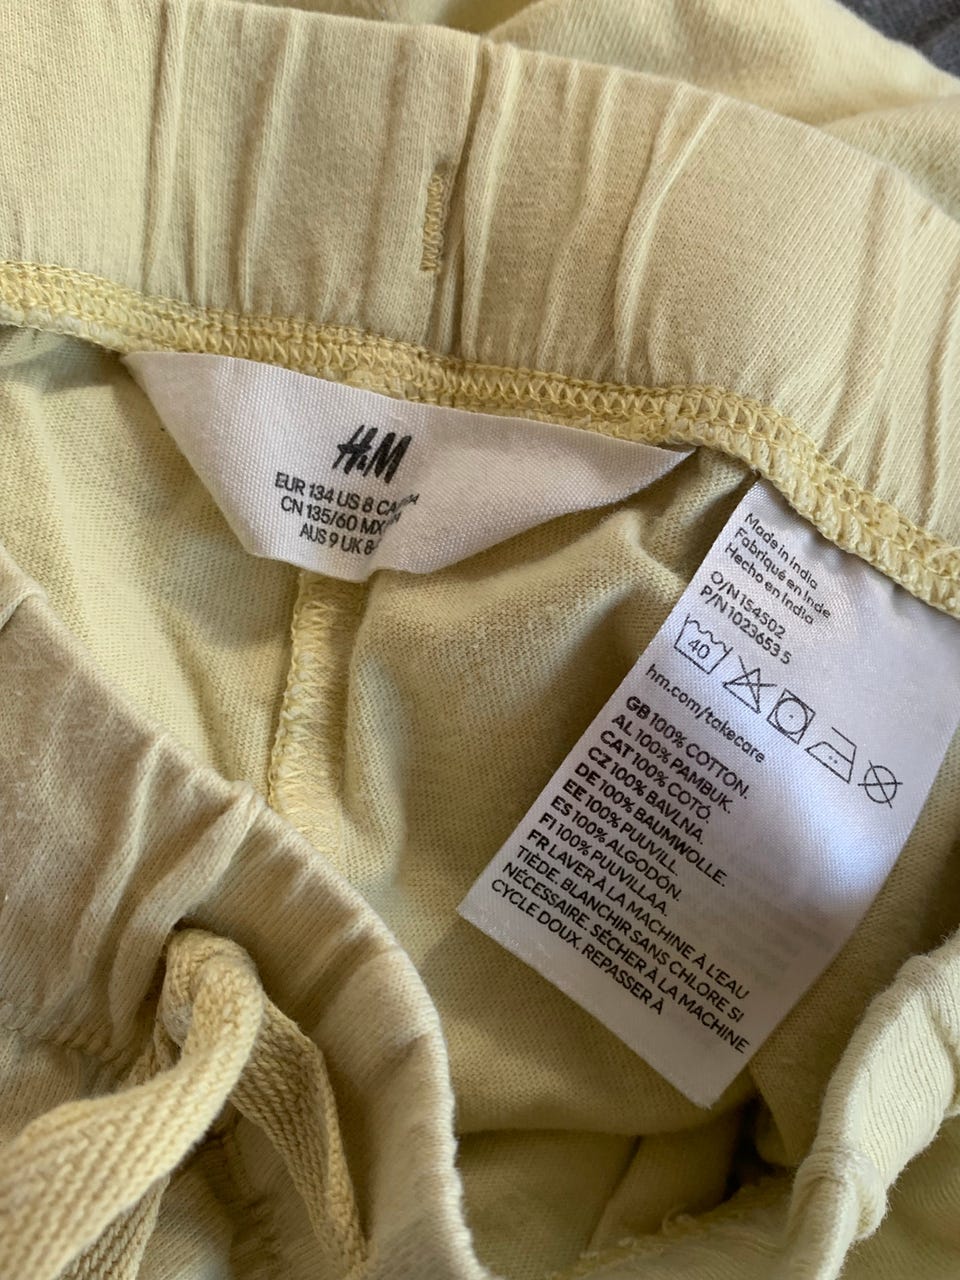 H&M
EUR 134 US 8
CN 135/60 MX
AUS 9 UK 8-
Made in India
Fabriqué en Inde
Hecho en India
O/N 154502
P/N 1023653 S
40
hm.com/takecare
GB 100% COTTON.
AL 100% PAMBUK.
CAT 100% COTÓ.
CZ 100% BAVLNA.
DE 100% BAUMWOLLE.
EE 100% PUUVILL.
ES 100% ALGODÓN.
FI 100% PUUVILLAA.
FR LAVER À LA MACHINE À L'EAU
TIÈDE. BLANCHIR SANS CHLORE SI
NÉCESSAIRE. SÉCHER À LA MACHINE
CYCLE DOUX. REPASSER À